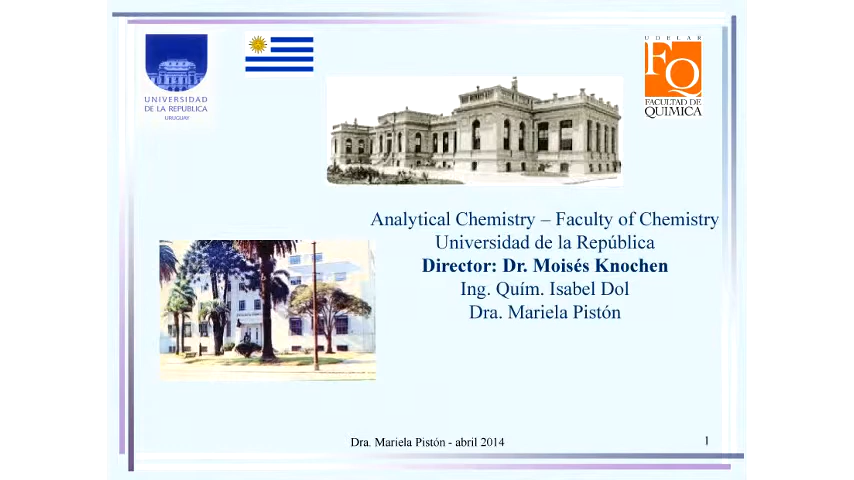 UNIVERSIDAD
DE LA REPUBLICA
URUGUAY
UDELAR
FQ
FACULTAD DE
QUIMICA
Analytical Chemistry – Faculty of Chemistry
Universidad de la República
Director: Dr. Moisés Knochen
Ing. Quím. Isabel Dol
Dra. Mariela Pistón
Dra. Mariela Pistón - abril 2014
1